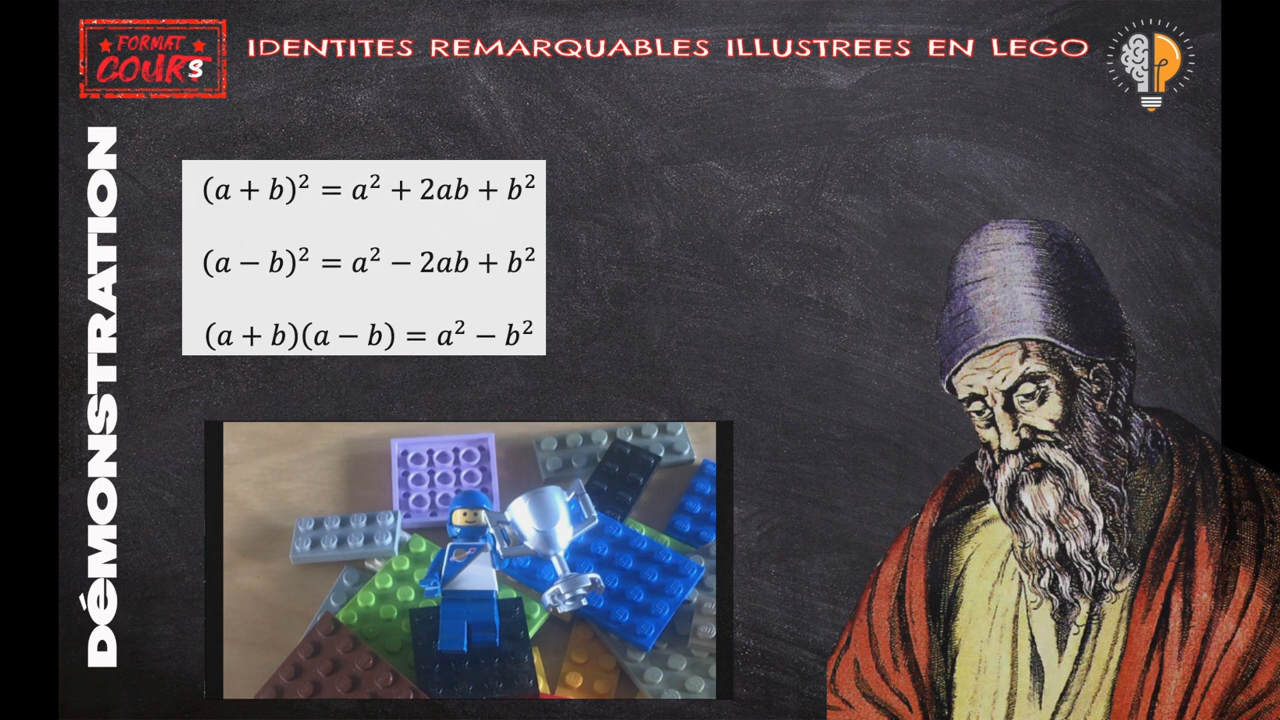 FORMAT
COURS
IDENTITES REMARQUABLES ILLUSTREES EN LEGO
DéMONSTRATION
(a + b)² = a² + 2ab + b²
(a − b)² = a² − 2ab + b²
(a + b)(a − b) = a² − b²